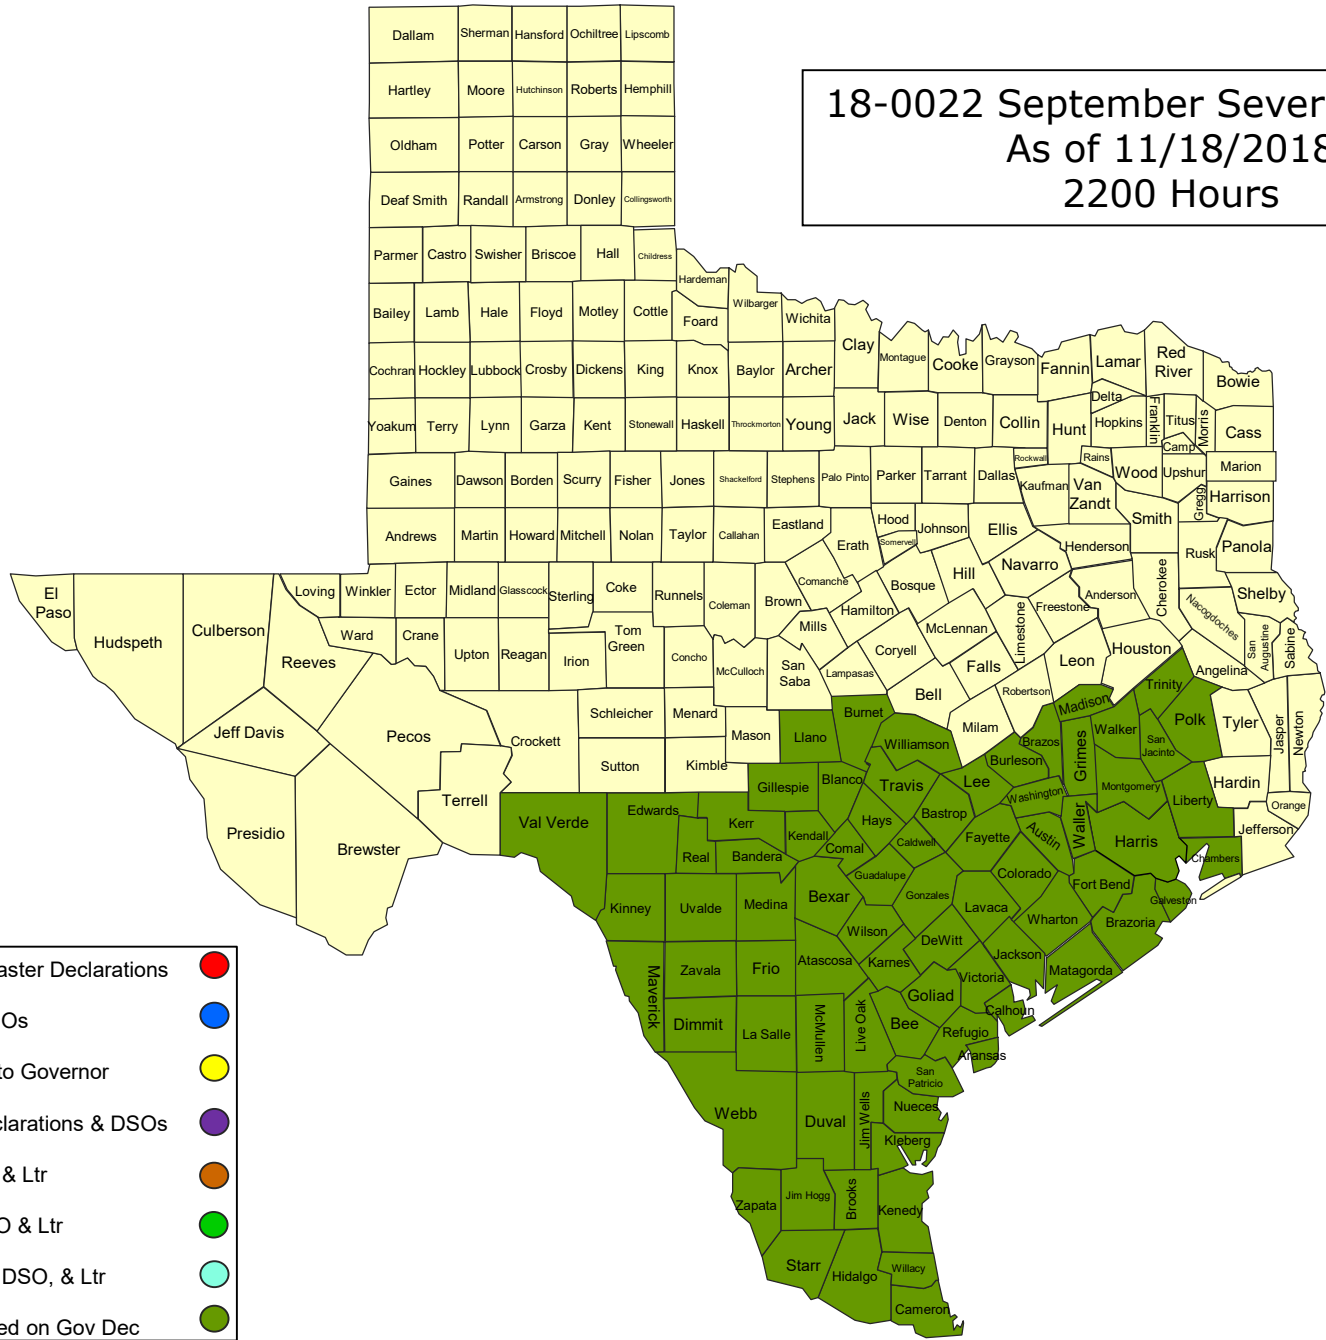 Dallam Sherman Hansford Ochiltree Lipscomb
Hartley Moore Hutchinson Roberts Hemphill
18-0022 September Sever
As of 11/18/2018
2200 Hours
Oldham Potter Carson Gray Wheeler
Deaf Smith Randall Armstrong Donley Collingsworth
Parmer Castro Swisher Briscoe Hall Childress
Hardeman
Bailey Lamb Hale Floyd Motley Cottle Foard Wilbarger Wichita
Clay Montague Cooke Grayson Fannin Lamar Red
River Bowie
Cochran Hockley Lubbock Crosby Dickens King Knox Baylor Archer
Delta
Yoakum Terry Lynn Garza Kent Stonewall Haskell Throckmorton Young Jack Wise Denton Collin Hunt Hopkins Franklin Titus Morris Cass
Camp
Rockwall Rains
Gaines Dawson Borden Scurry Fisher Jones Shackelford Stephens Palo Pinto Parker Tarrant Dallas Kaufman Van
Zandt Wood Upshur Marion
Gregg Harrison
Andrews Martin Howard Mitchell Nolan Taylor Callahan Eastland Erath Hood Somervell Johnson Ellis Henderson Smith Rusk Panola
El
Paso Hudspeth Culberson Loving Winkler Ector Midland Glasscock Sterling Coke Runnels Coleman Brown Comanche Hamilton Bosque Hill Navarro Freestone Anderson Cherokee Nacogdoches Shelby
Reeves Ward Crane Upton Reagan Irion Tom
Green Concho McCulloch San
Saba Mills Lampasas Coryell McLennan Limestone Falls Leon Houston Angelina San
Augustine Sabine
Jeff Davis Pecos Crockett Schleicher Menard Mason Llano Burnet Bell Milam Robertson Madison Trinity Polk Tyler Jasper Newton
Sutton Kimble Gillespie Blanco Williamson Travis Lee Burleson Brazos Grimes Walker San
Jacinto Hardin
Presidio Brewster Terrell Val Verde Edwards Kerr Real Bandera Kendall Comal Hays Caldwell Bastrop Fayette Washington Austin Waller Montgomery Liberty Orange
Harris Jefferson
Chambers
Kinney Uvalde Medina Bexar Guadalupe Gonzales Lavaca Colorado Fort Bend Galveston
Wharton Brazoria
Maverick Zavala Frio Atascosa Wilson Karnes DeWitt Jackson Matagorda
Dimmit La Salle McMullen Live Oak Bee Goliad Victoria Calhoun
Refugio
Aransas
San
Patricio
Webb Duval Jim Wells Nueces
Kleberg
Zapata Jim Hogg Brooks Kenedy
Starr Hidalgo Willacy
Cameron
aster Declarations
Os
to Governor
clarations & DSOs
& Ltr
O & Ltr
DSO, & Ltr
ed on Gov Dec